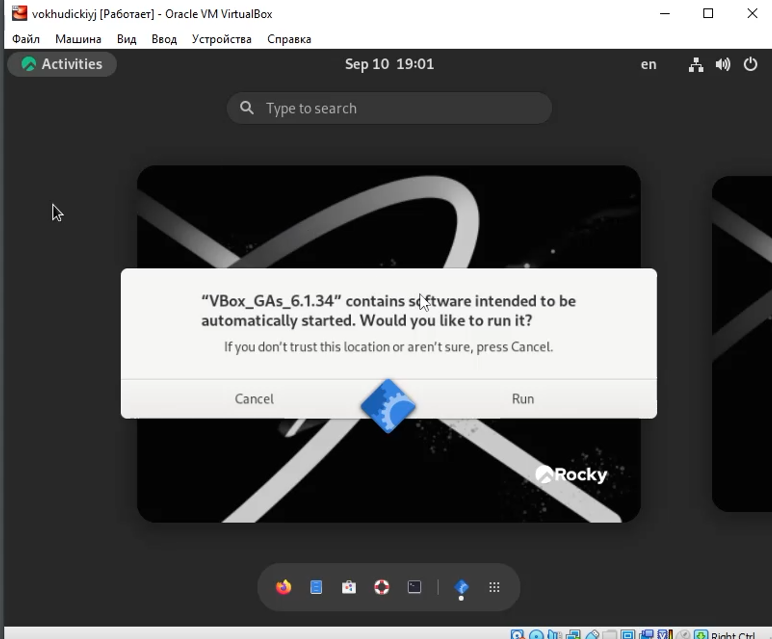 vokhudickiyj [Работает] - Oracle VM VirtualBox
Файл Машина Вид Ввод Устройства Справка
Activities Sep 10 19:01 en
Type to search
“VBox_GAs_6.1.34” contains software intended to be
automatically started. Would you like to run it?
If you don’t trust this location or aren’t sure, press Cancel.
Cancel Run
Rocky
Right Ctrl